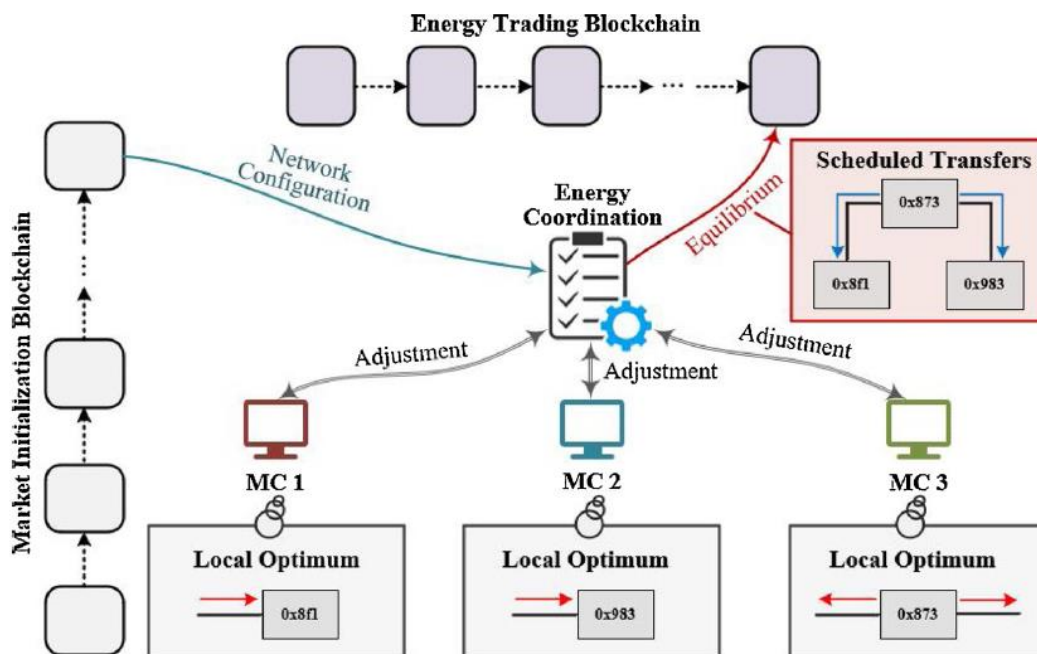 Energy Trading Blockchain
...
Market Initialization Blockchain
...
Network
Configuration
Energy
Coordination
Equilibrium
Scheduled Transfers
0x873
0x8f1
0x983
Adjustment
Adjustment
Adjustment
MC 1
MC 2
MC 3
Local Optimum
0x8f1
Local Optimum
0x983
Local Optimum
0x873